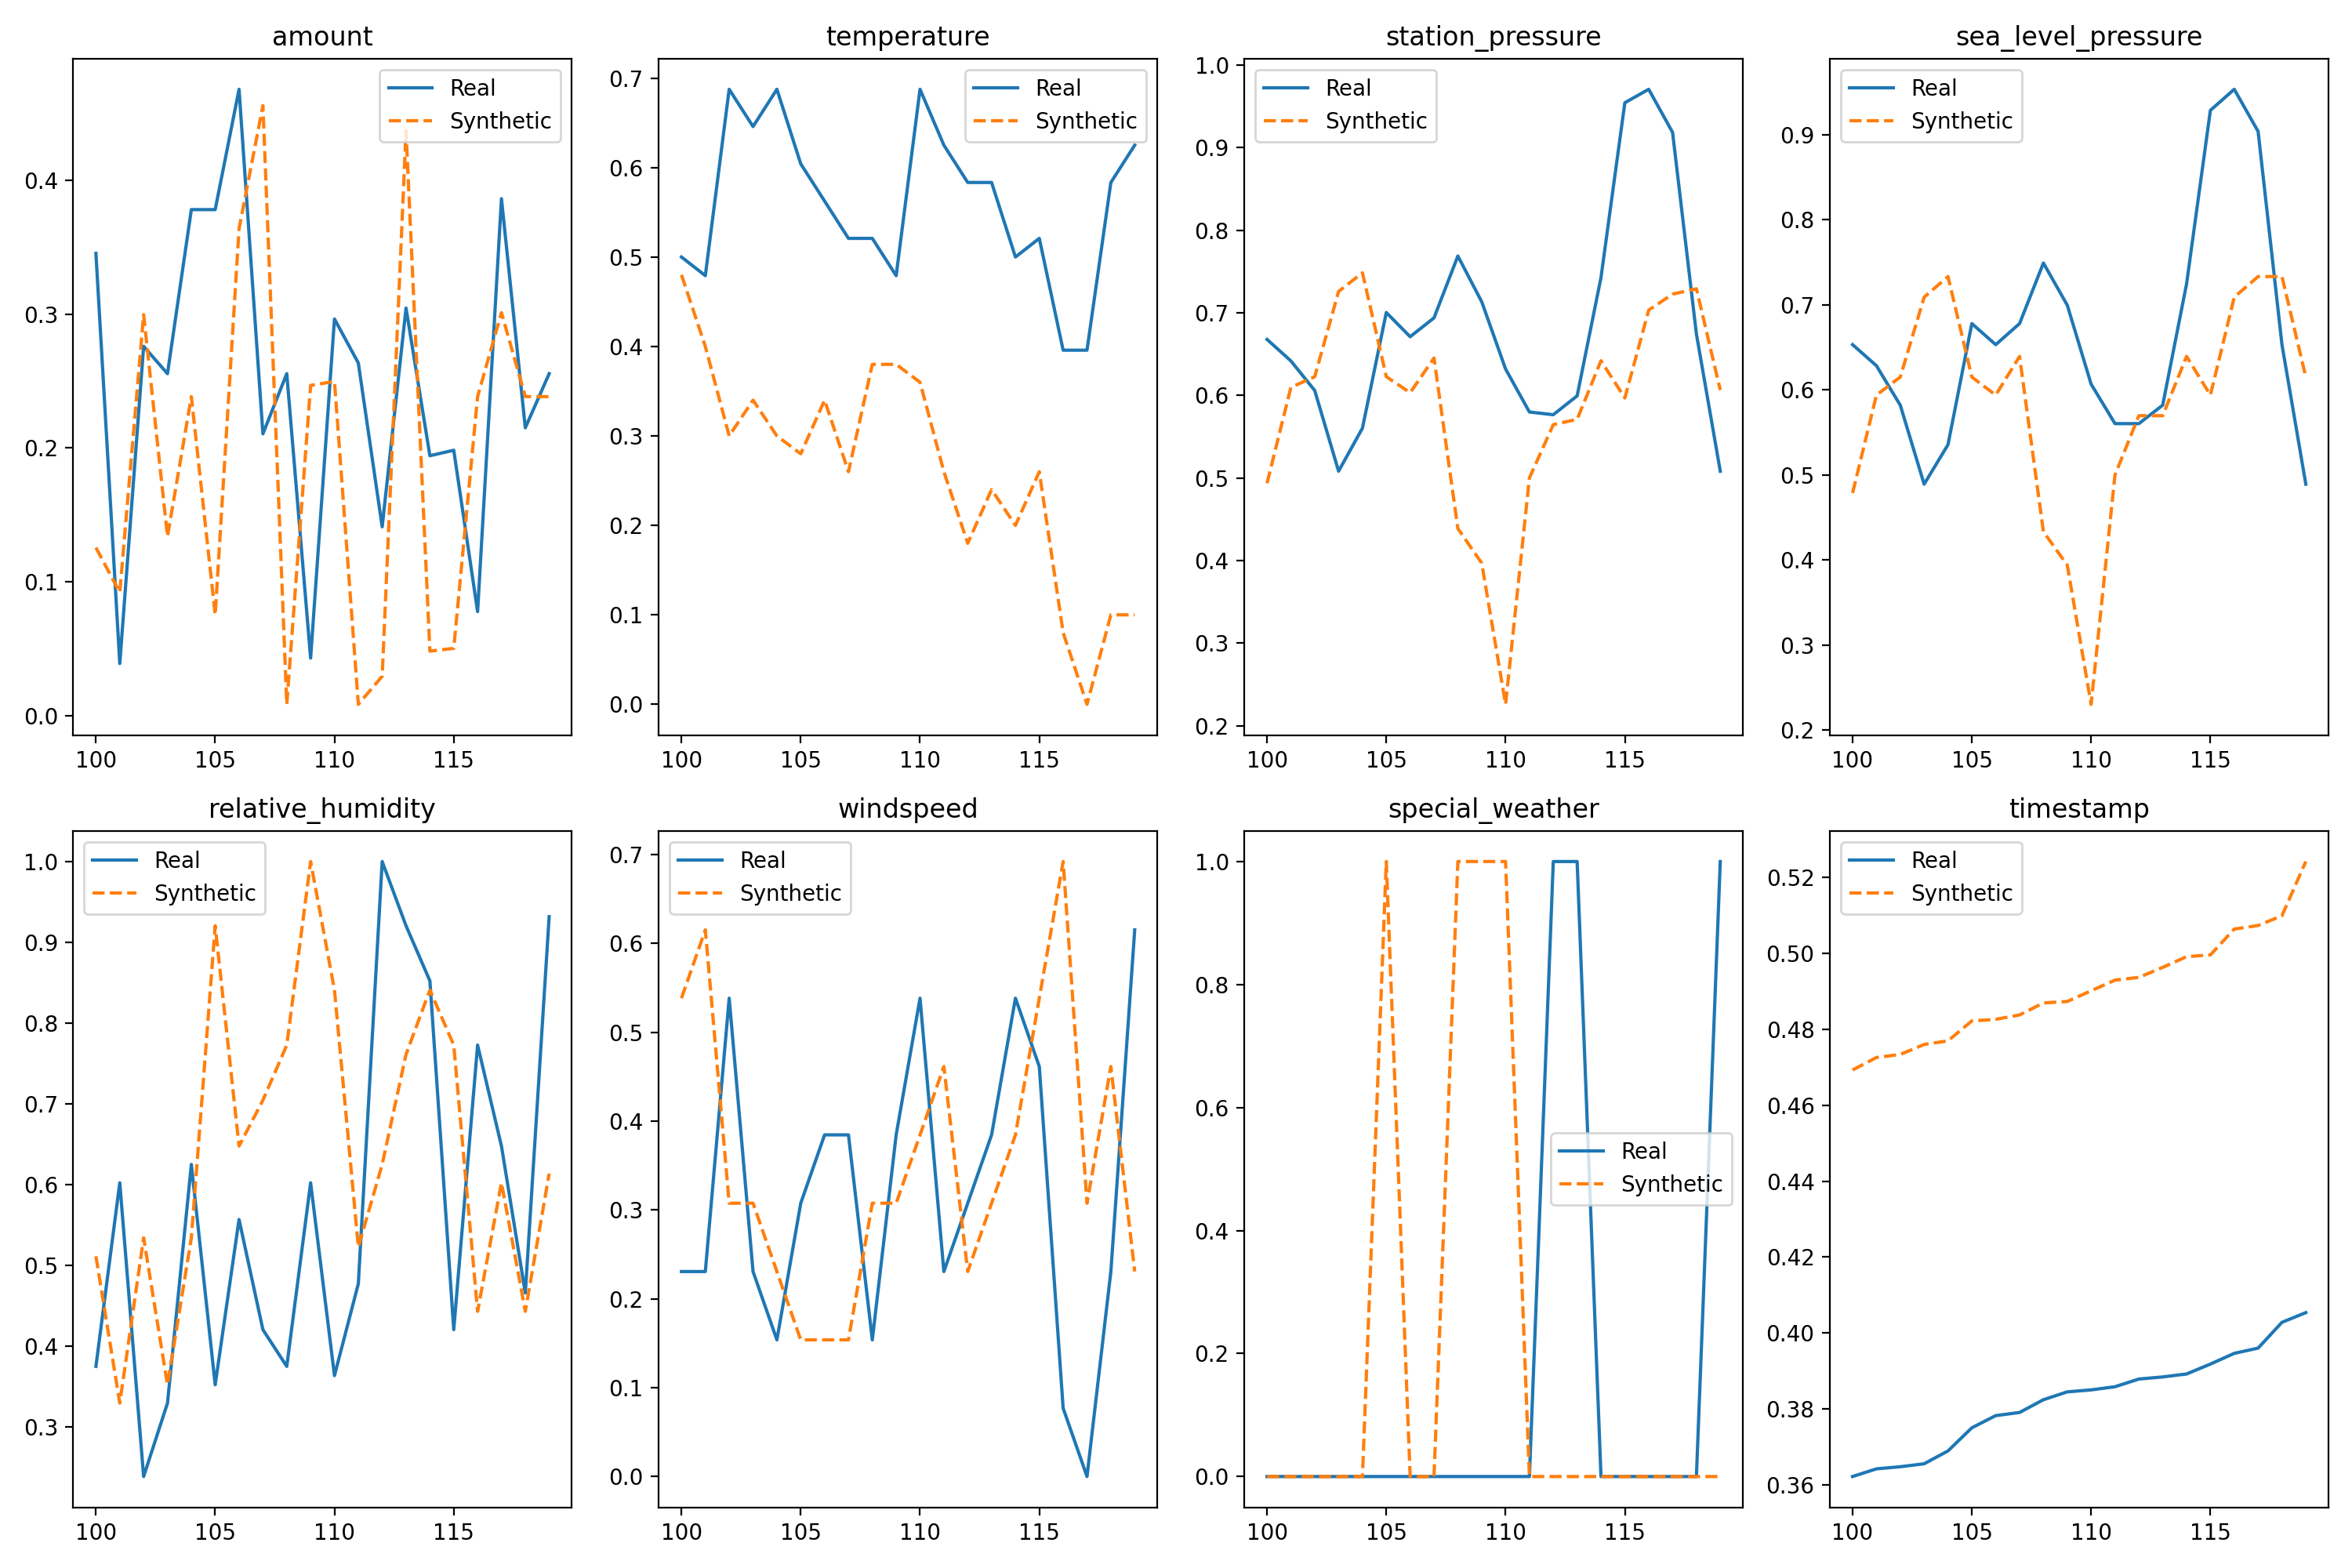 amount
Real
Synthetic
0.4
0.3
0.2
0.1
0.0
100 105 110 115
temperature
Real
Synthetic
0.7
0.6
0.5
0.4
0.3
0.2
0.1
0.0
100 105 110 115
station_pressure
Real
Synthetic
1.0
0.9
0.8
0.7
0.6
0.5
0.4
0.3
0.2
100 105 110 115
sea_level_pressure
Real
Synthetic
0.9
0.8
0.7
0.6
0.5
0.4
0.3
0.2
100 105 110 115
relative_humidity
Real
Synthetic
1.0
0.9
0.8
0.7
0.6
0.5
0.4
0.3
100 105 110 115
windspeed
Real
Synthetic
0.7
0.6
0.5
0.4
0.3
0.2
0.1
0.0
100 105 110 115
special_weather
Real
Synthetic
1.0
0.8
0.6
0.4
0.2
0.0
100 105 110 115
timestamp
Real
Synthetic
0.52
0.50
0.48
0.46
0.44
0.42
0.40
0.38
0.36
100 105 110 115